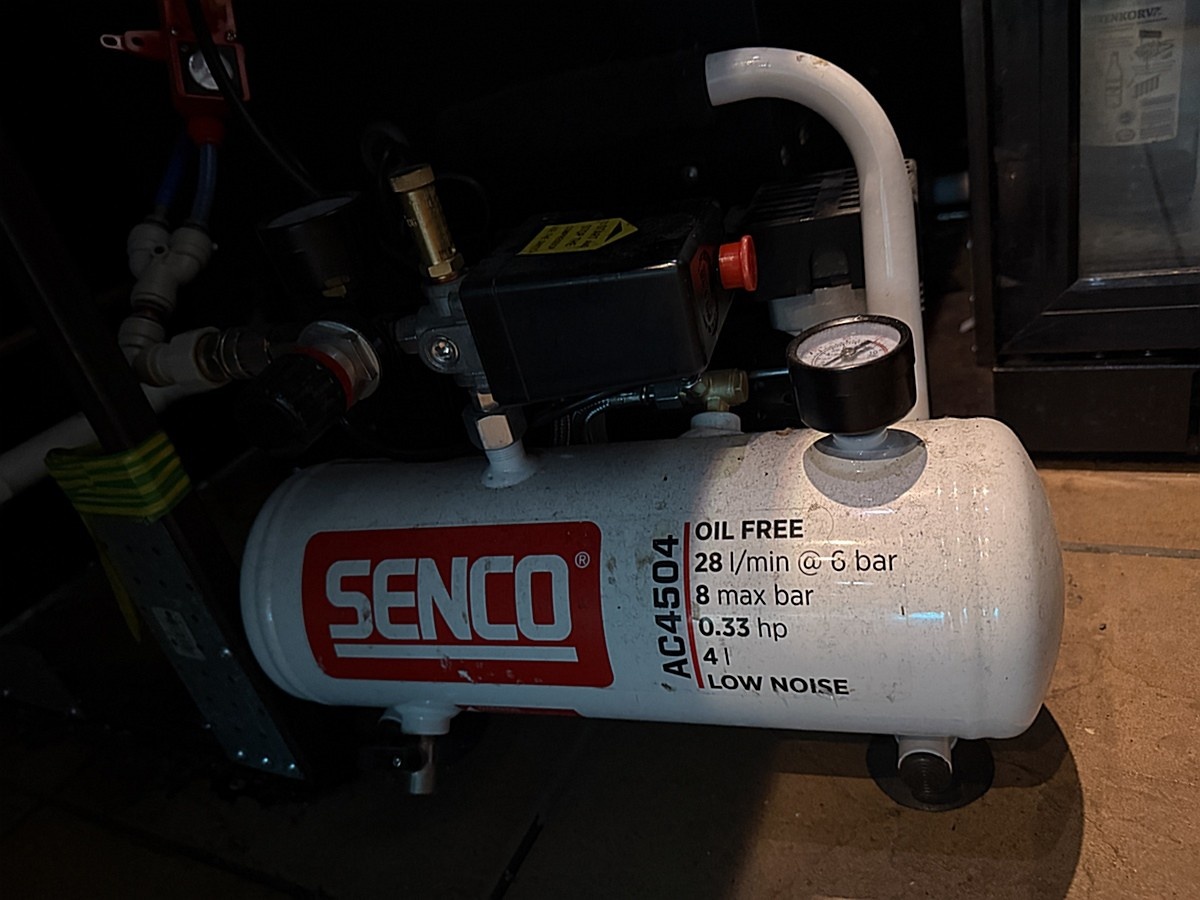 SENCO®
AC4504
OIL FREE
28 l/min @ 6 bar
8 max bar
0.33 hp
4 l
LOW NOISE